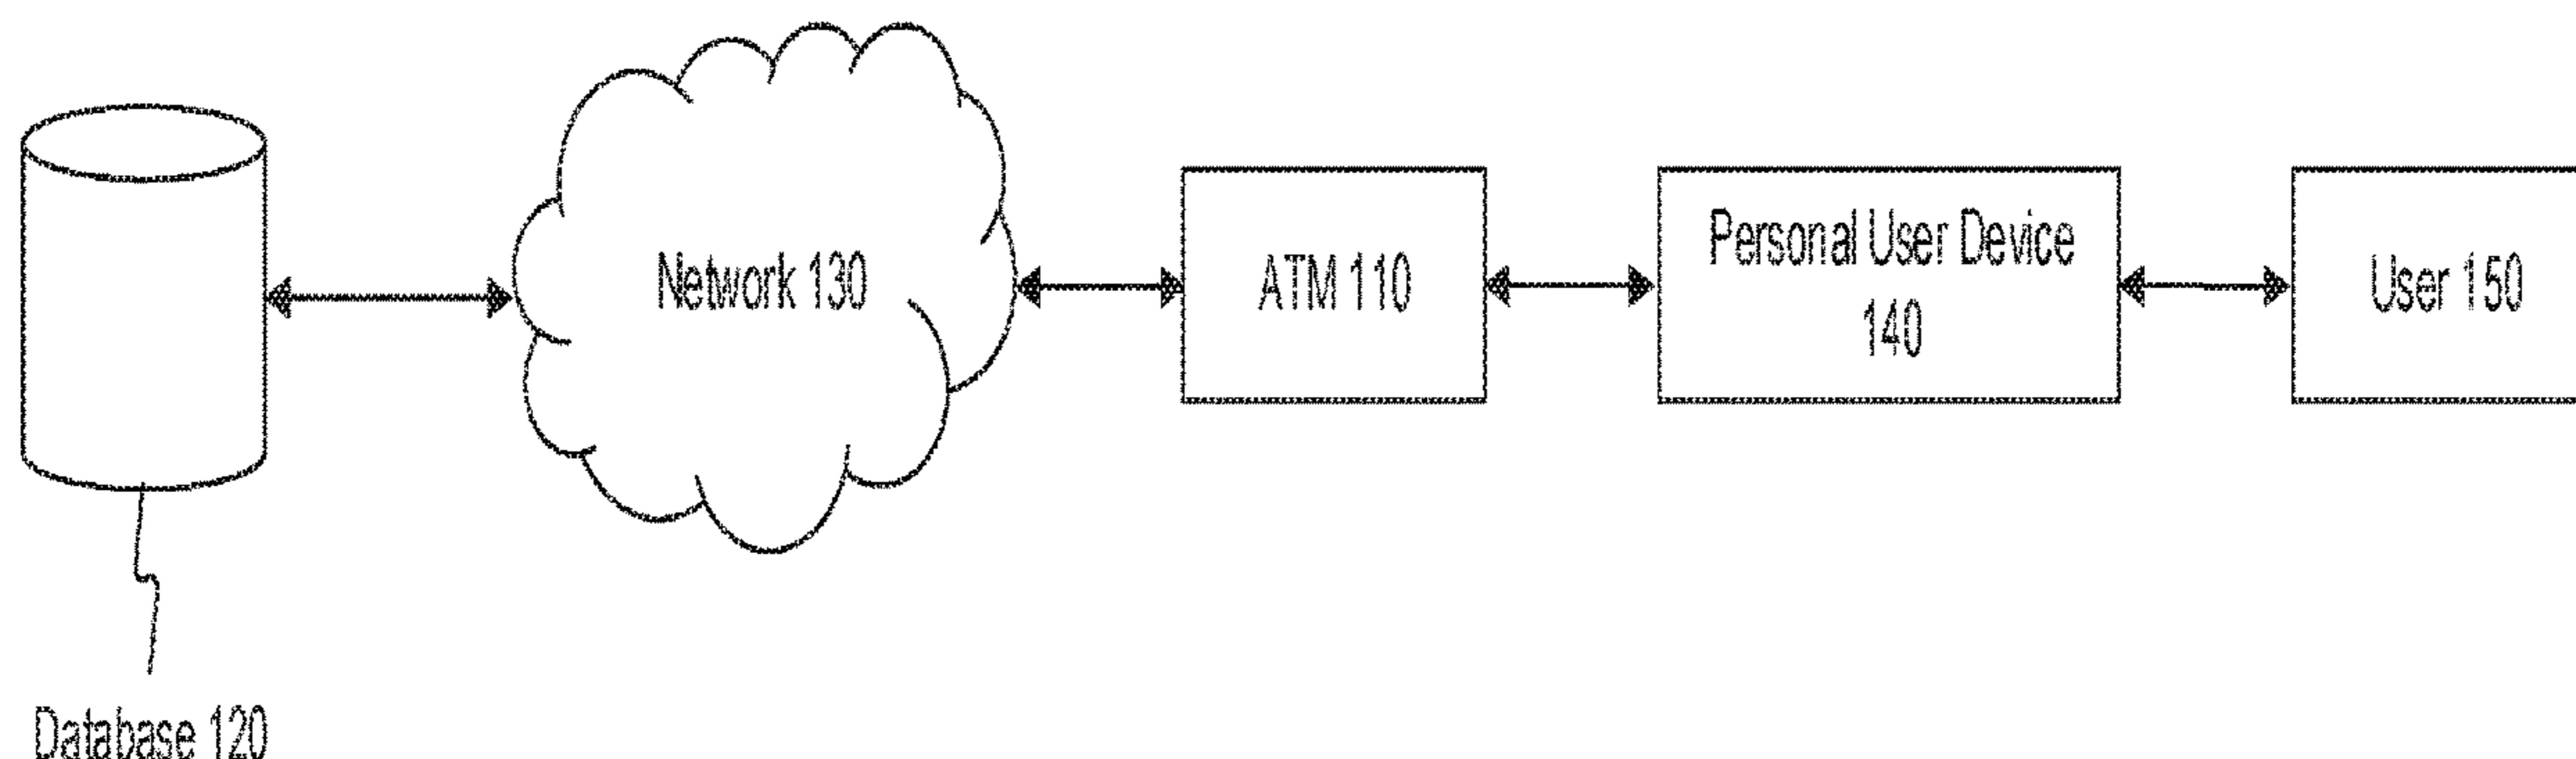 Network 130
ATM 110
Personal User Device
140
User 150
Database 120